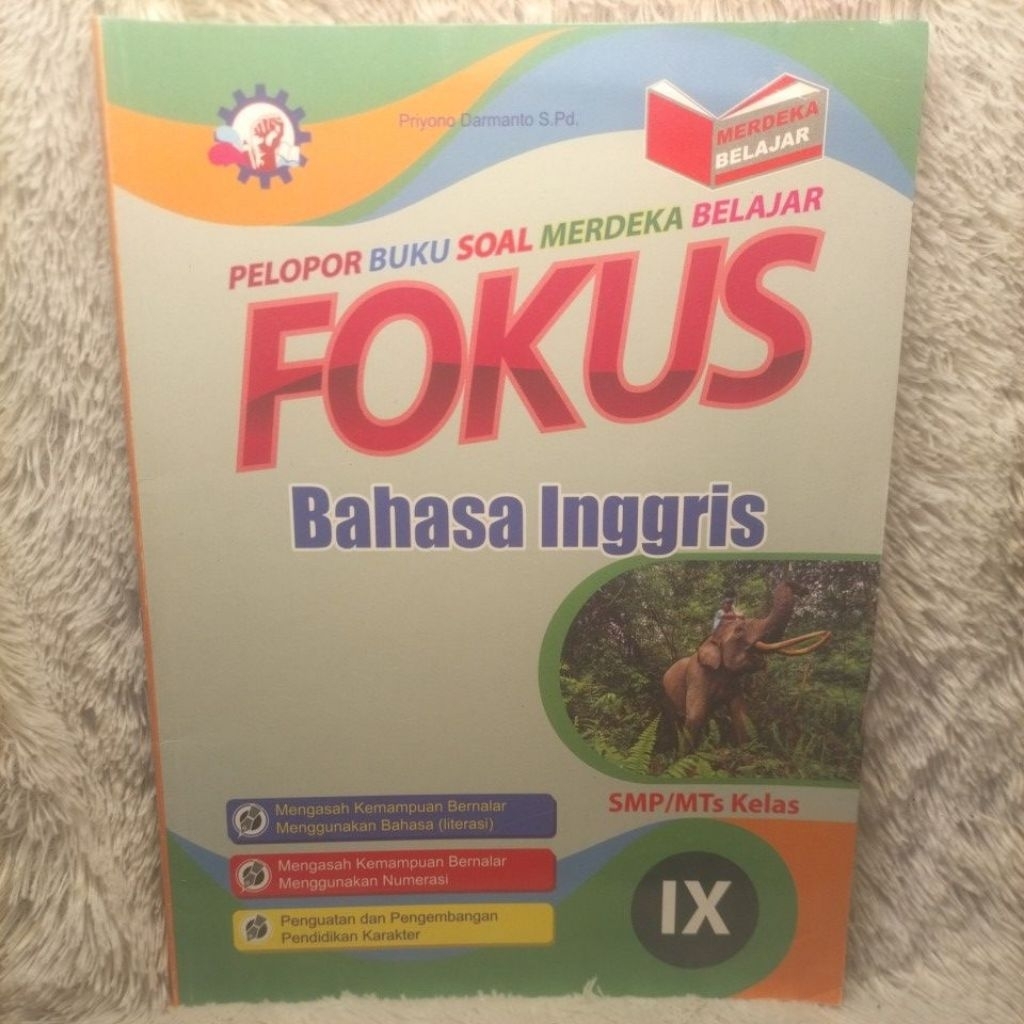 Priyono Darmanto S.Pd.
MERDEKA
BELAJAR
PELOPOR BUKU SOAL MERDEKA BELAJAR
FOKUS
Bahasa Inggris
Mengasah Kemampuan Bernalar
Menggunakan Bahasa (literasi)
Mengasah Kemampuan Bernalar
Menggunakan Numerasi
Penguatan dan Pengembangan
Pendidikan Karakter
SMP/MTs Kelas
IX